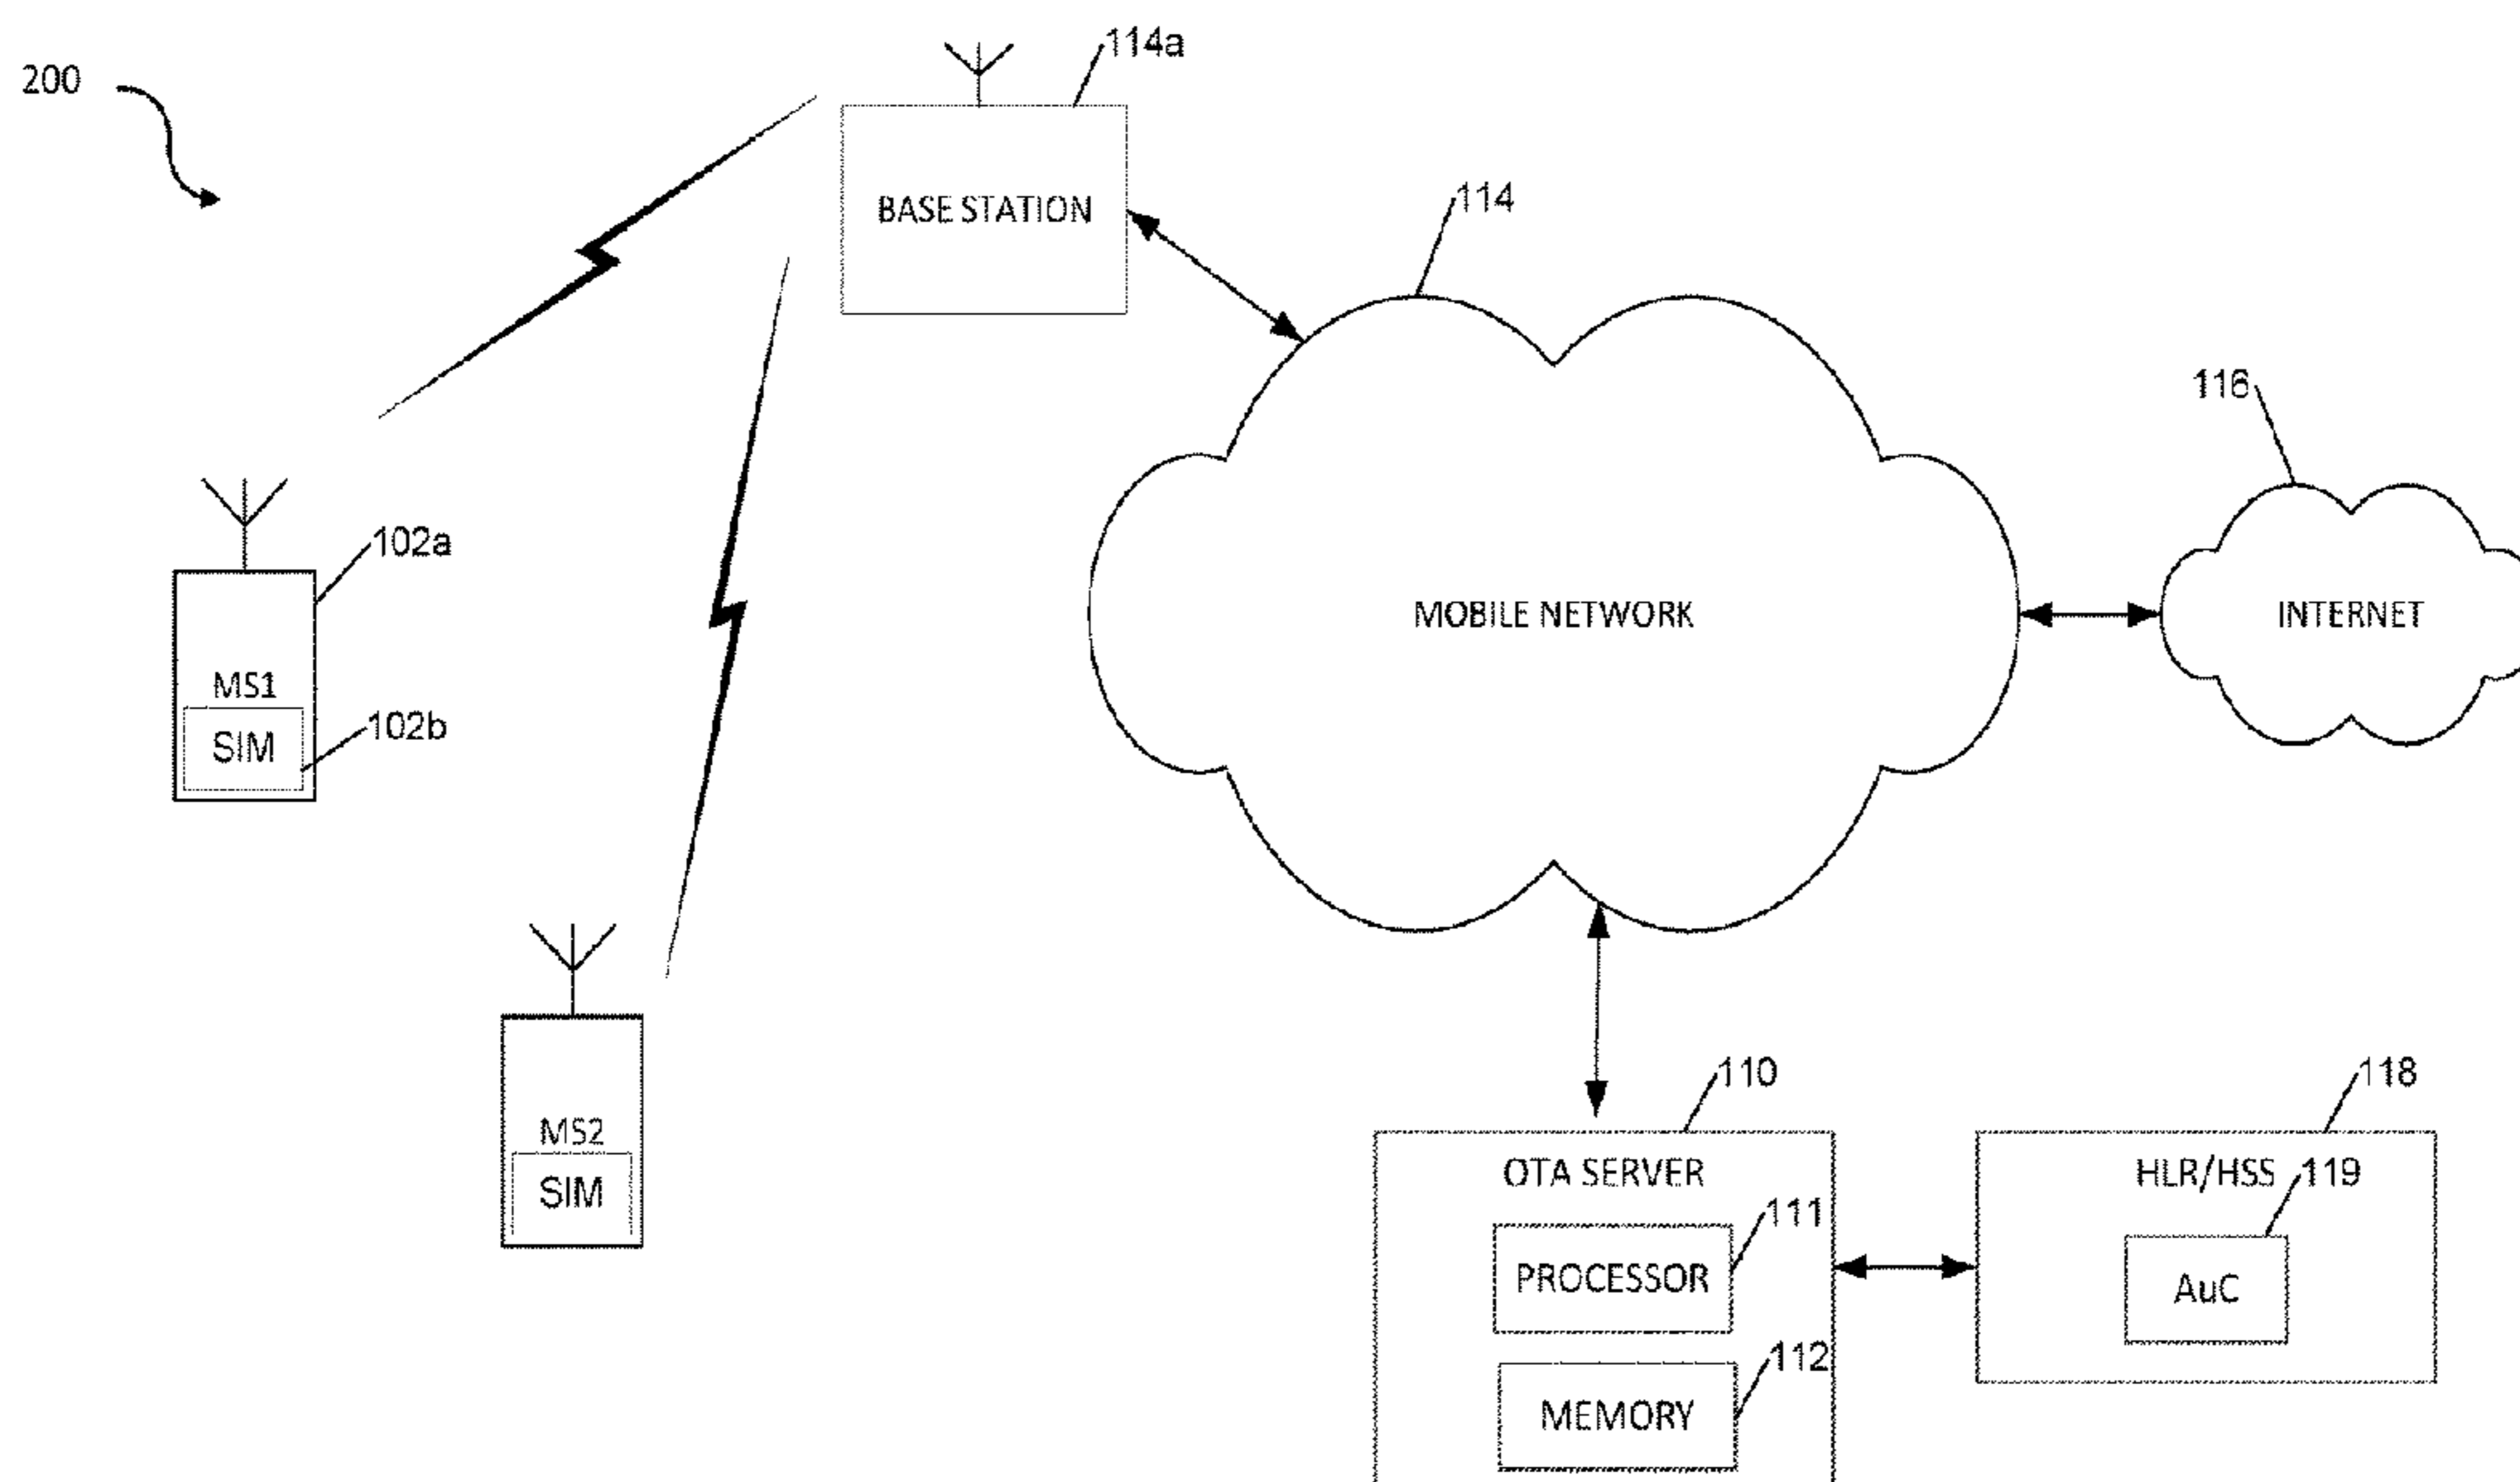 200
114a
BASE STATION
114
116
102a
MOBILE NETWORK
INTERNET
MS1
SIM
102b
110
118
MS2
SIM
OTA SERVER
HLR/HSS
119
111
PROCESSOR
AuC
112
MEMORY